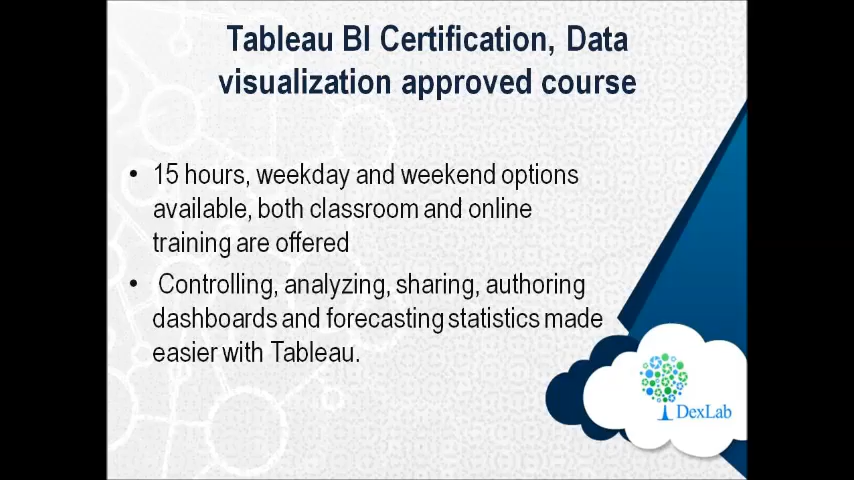 Tableau BI Certification, Data
visualization approved course
• 15 hours, weekday and weekend options
available, both classroom and online
training are offered
• Controlling, analyzing, sharing, authoring
dashboards and forecasting statistics made
easier with Tableau.
DexLab